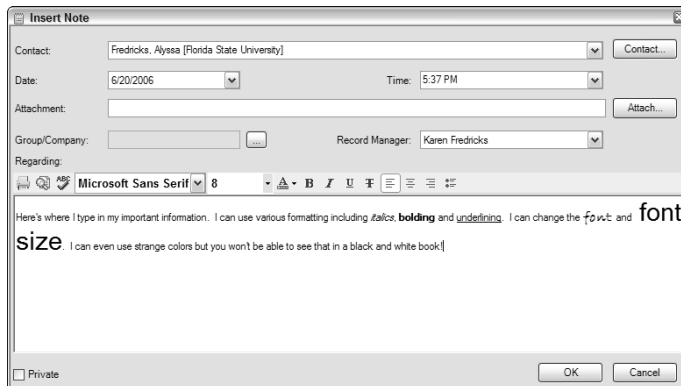 Insert Note
Contact: Fredricks, Alyssa [Florida State University] Contact...
Date: 6/20/2006 Time: 5:37 PM
Attachment: Attach...
Group/Company: ... Record Manager: Karen Fredricks
Regarding:
ABC Microsoft Sans Serif 8 A B I U T
Here's where I type in my important information. I can use various formatting including italics, bolding and underlining. I can change the font and font
size. I can even use strange colors but you won't be able to see that in a black and white book!
Private OK Cancel